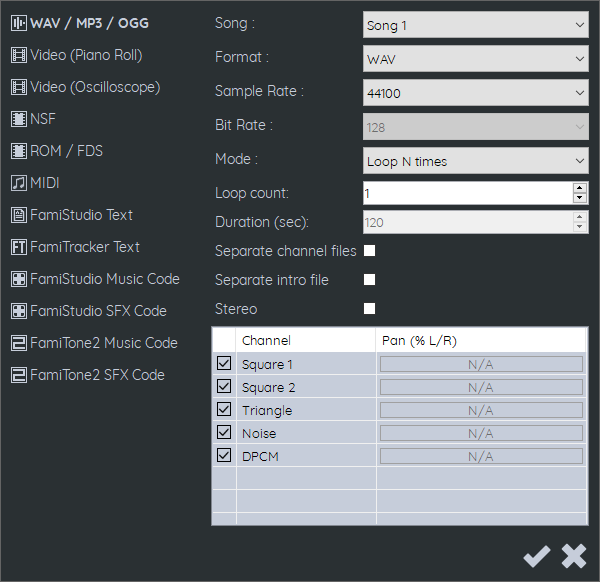 WAV / MP3 / OGG
Video (Piano Roll)
Video (Oscilloscope)
NSF
ROM / FDS
MIDI
FamiStudio Text
FamiTracker Text
FamiStudio Music Code
FamiStudio SFX Code
FamiTone2 Music Code
FamiTone2 SFX Code
Song : Song 1
Format : WAV
Sample Rate : 44100
Bit Rate : 128
Mode : Loop N times
Loop count: 1
Duration (sec): 120
Separate channel files
Separate intro file
Stereo
Channel Pan (% L/R)
Square 1 N/A
Square 2 N/A
Triangle N/A
Noise N/A
DPCM N/A